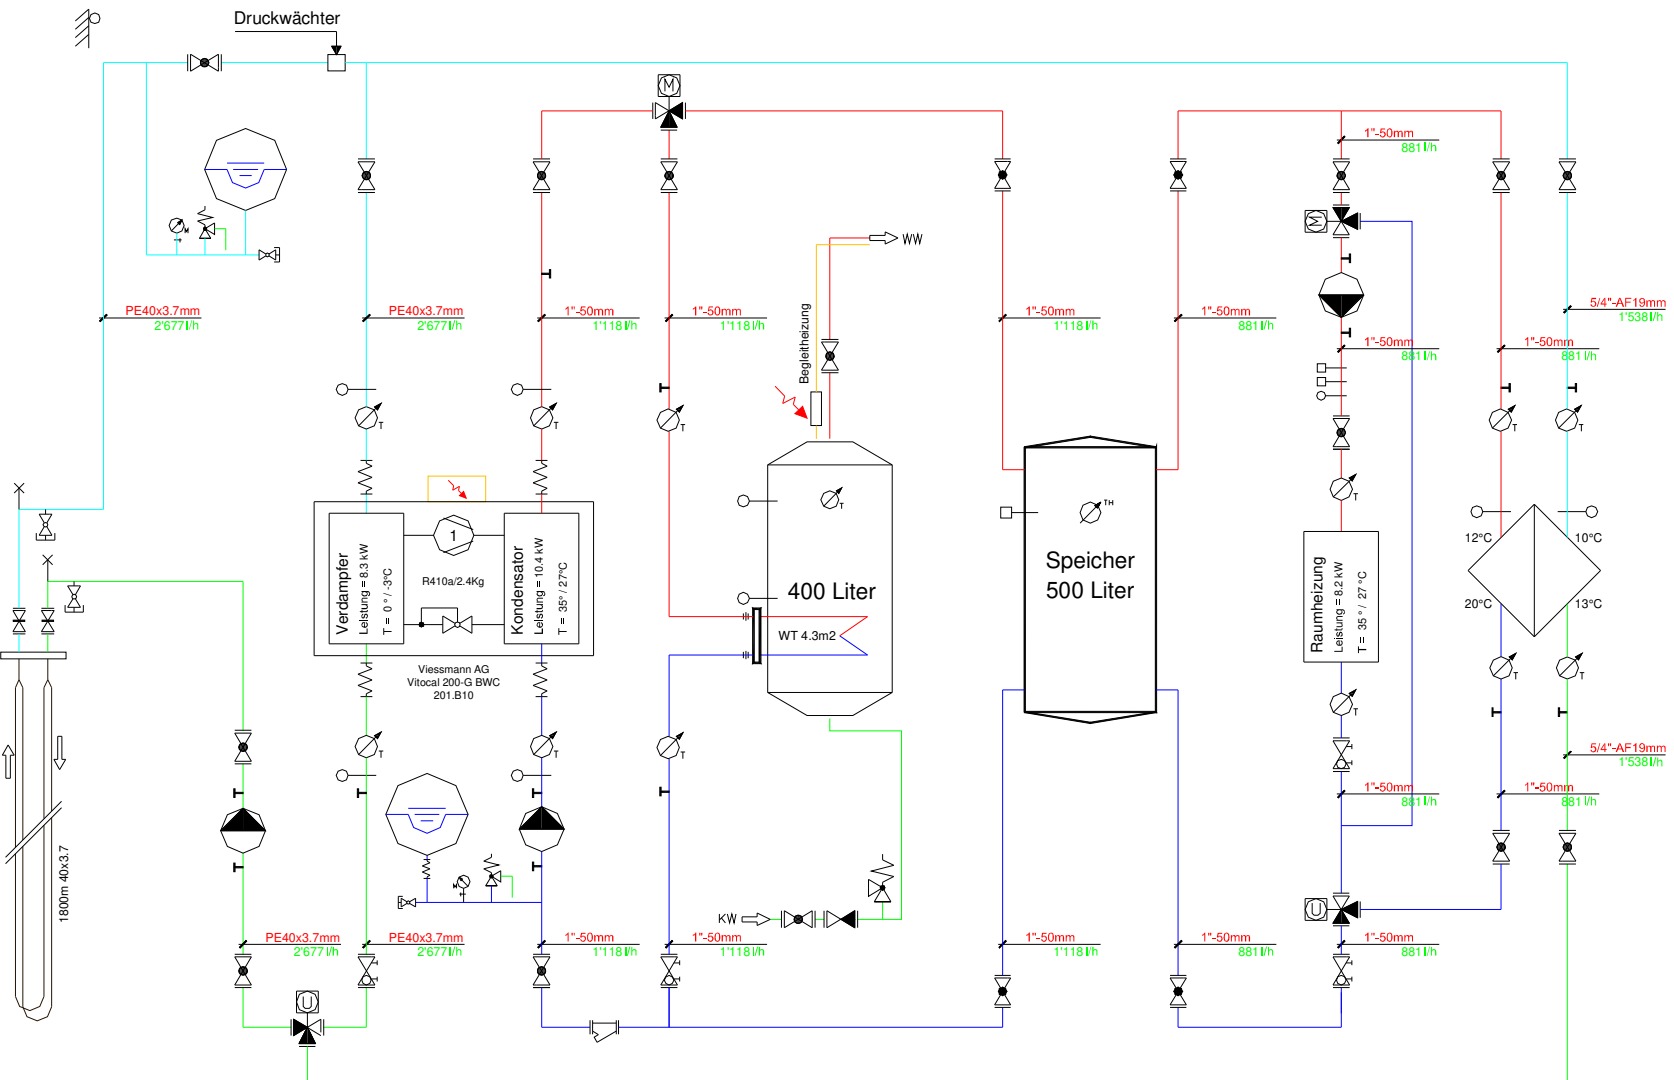 Druckwächter
M
1"-50mm
881 l/h
M
M
WW
PE40x3.7mm
2'677l/h
PE40x3.7mm
2'677l/h
1"-50mm
1'118 l/h
1"-50mm
1'118 l/h
Begleitheizung
1"-50mm
1'118 l/h
1"-50mm
881 l/h
1"-50mm
881 l/h
1"-50mm
881 l/h
5/4"-AF19mm
1'538 l/h
T
T
T
T
T
T
T
TH
Verdampfer
Leistung = 8.3 kW
T = 0° / -3°C
1
R410a/2.4Kg
Kondensator
Leistung = 10.4 kW
T = 35° / 27°C
Viessmann AG
Vitocal 200-G BWC
201.B10
400 Liter
WT 4.3m2
Speicher
500 Liter
Raumheizung
Leistung = 8.2 kW
T = 35° / 27 °C
12°C
10°C
20°C
13°C
T
T
T
T
T
T
1800m 40x3.7
M
1"-50mm
881 l/h
1"-50mm
881 l/h
5/4"-AF19mm
1'538 l/h
KW
U
PE40x3.7mm
2'677 l/h
PE40x3.7mm
2'677l/h
1"-50mm
1'118 l/h
1"-50mm
1'118 l/h
1"-50mm
1'118 l/h
1"-50mm
881 l/h
1"-50mm
881 l/h
U